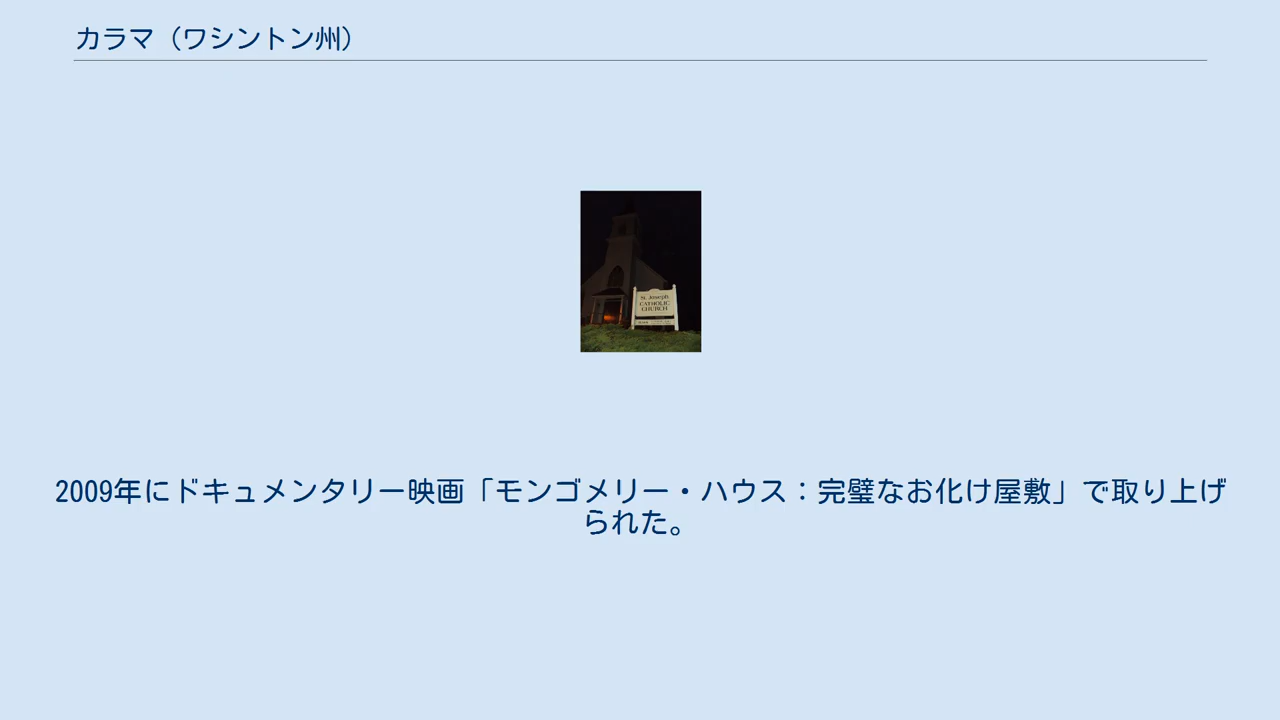 カラマ（ワシントン州）
St. Joseph
CATHOLIC
CHURCH
2009年にドキュメンタリー映画「モンゴメリー・ハウス：完璧なお化け屋敷」で取り上げ
られた。